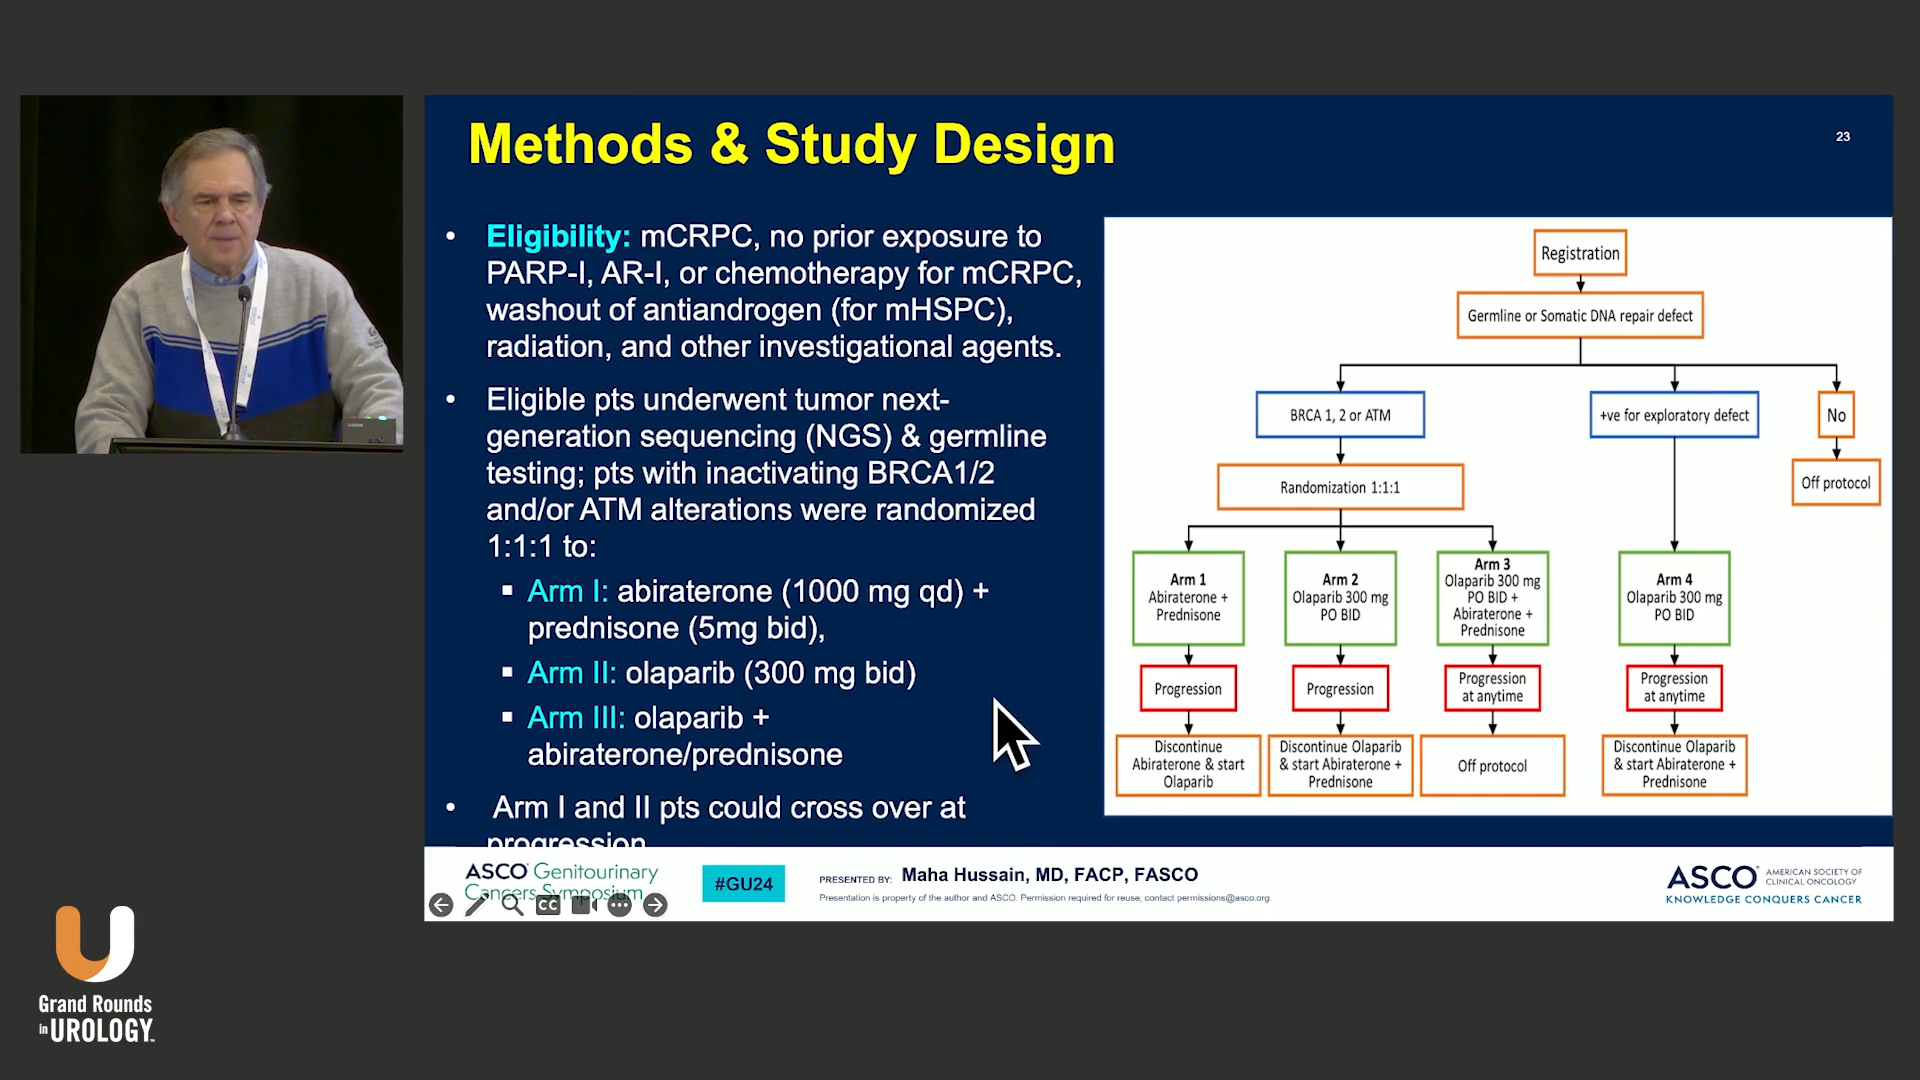 Methods & Study Design
23
• Eligibility: mCRPC, no prior exposure to
PARP-I, AR-I, or chemotherapy for mCRPC,
washout of antiandrogen (for mHSPC),
radiation, and other investigational agents.
• Eligible pts underwent tumor next-
generation sequencing (NGS) & germline
testing; pts with inactivating BRCA1/2
and/or ATM alterations were randomized
1:1:1 to:
▪ Arm I: abiraterone (1000 mg qd) +
prednisone (5mg bid),
▪ Arm II: olaparib (300 mg bid)
▪ Arm III: olaparib +
abiraterone/prednisone
• Arm I and II pts could cross over at
progression
Registration
Germline or Somatic DNA repair defect
BRCA 1, 2 or ATM
+ve for exploratory defect
No
Randomization 1:1:1
Off protocol
Arm 1
Abiraterone +
Prednisone
Arm 2
Olaparib 300 mg
PO BID
Arm 3
Olaparib 300 mg
PO BID +
Abiraterone +
Prednisone
Arm 4
Olaparib 300 mg
PO BID
Progression
Progression
Progression
at anytime
Progression
at anytime
Discontinue
Abiraterone & start
Olaparib
Discontinue Olaparib
& start Abiraterone +
Prednisone
Off protocol
Discontinue Olaparib
& start Abiraterone +
Prednisone
ASCO Genitourinary
Cancers Symposium
#GU24
PRESENTED BY: Maha Hussain, MD, FACP, FASCO
Presentation is property of the author and ASCO. Permission required for reuse; contact permissions@asco.org.
ASCO AMERICAN SOCIETY OF
CLINICAL ONCOLOGY
KNOWLEDGE CONQUERS CANCER
CC
Grand Rounds
in UROLOGY™